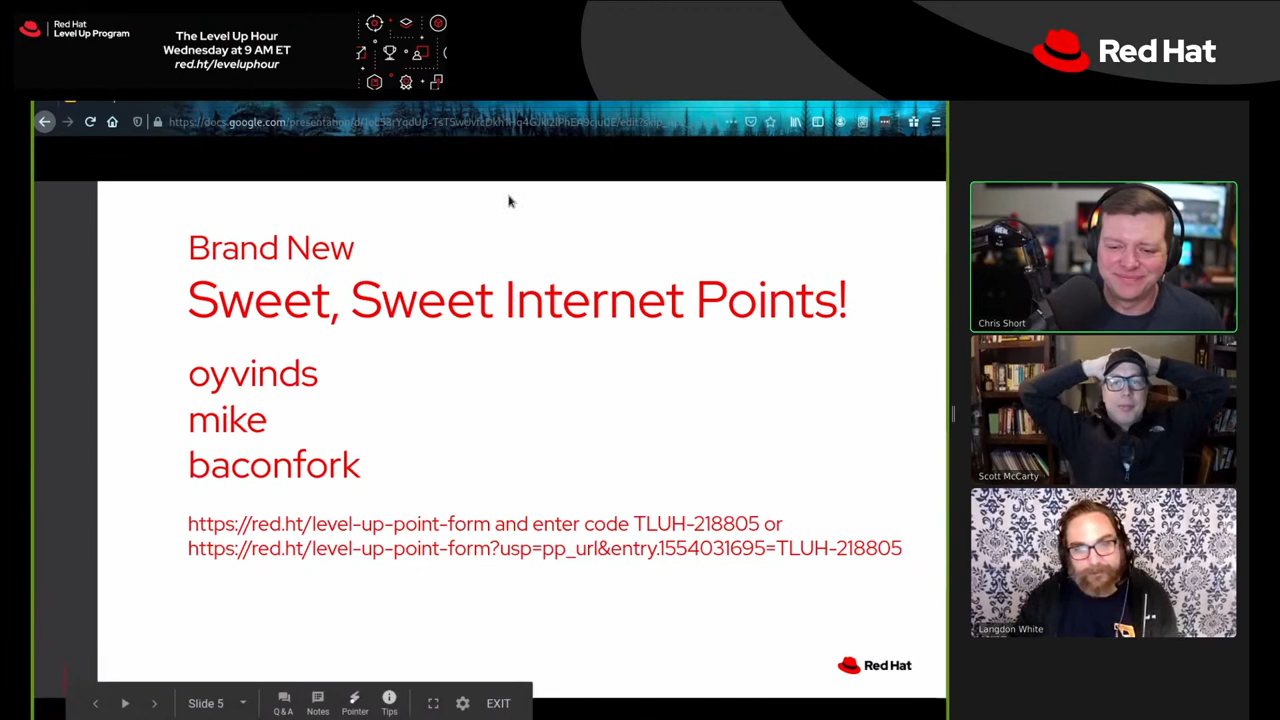 Red Hat
Level Up Program
The Level Up Hour
Wednesday at 9 AM ET
red.ht/leveluphour
Red Hat
Brand New
Sweet, Sweet Internet Points!
oyvinds
mike
baconfork
https://red.ht/level-up-point-form and enter code TLUH-218805 or
https://red.ht/level-up-point-form?usp=pp_url&entry.1554031695=TLUH-218805
Red Hat
Slide 5
Q&A
Notes
Pointer
Tips
EXIT
Chris Short
Scott McCarty
Langdon White